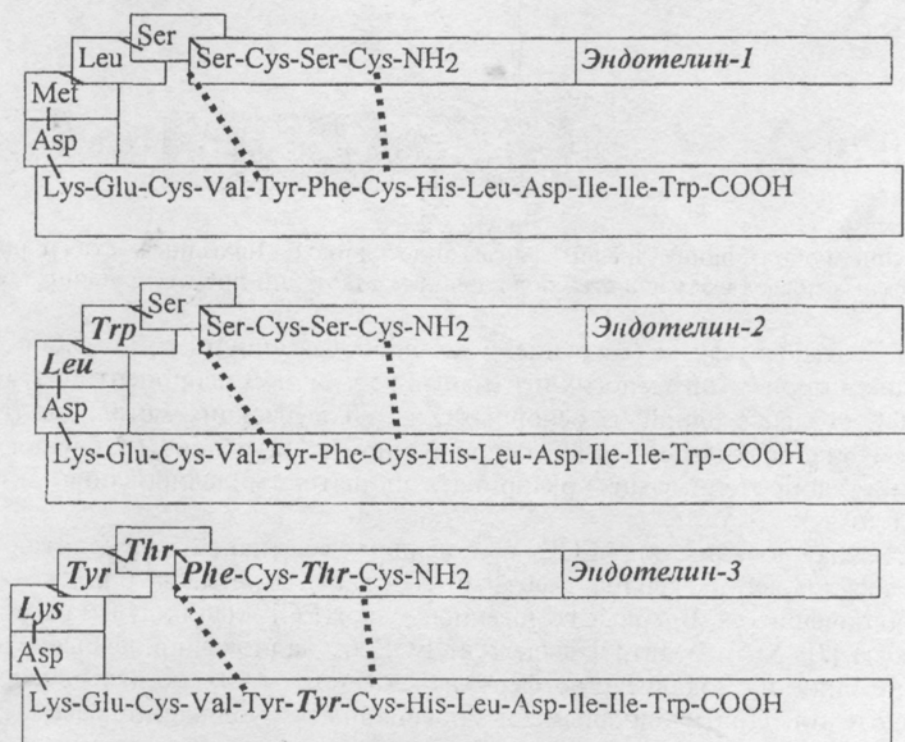 Ser
Leu
Ser-Cys-Ser-Cys-NH2
Эндотелин-1
Met
Asp
Lys-Glu-Cys-Val-Tyr-Phe-Cys-His-Leu-Asp-Ile-Ile-Trp-COOH
Ser
Trp
Ser-Cys-Ser-Cys-NH2
Эндотелин-2
Leu
Asp
Lys-Glu-Cys-Val-Tyr-Phe-Cys-His-Leu-Asp-Ile-Ile-Trp-COOH
Thr
Tyr
Phe-Cys-Thr-Cys-NH2
Эндотелин-3
Lys
Asp
Lys-Glu-Cys-Val-Tyr-Tyr-Cys-His-Leu-Asp-Ile-Ile-Trp-COOH